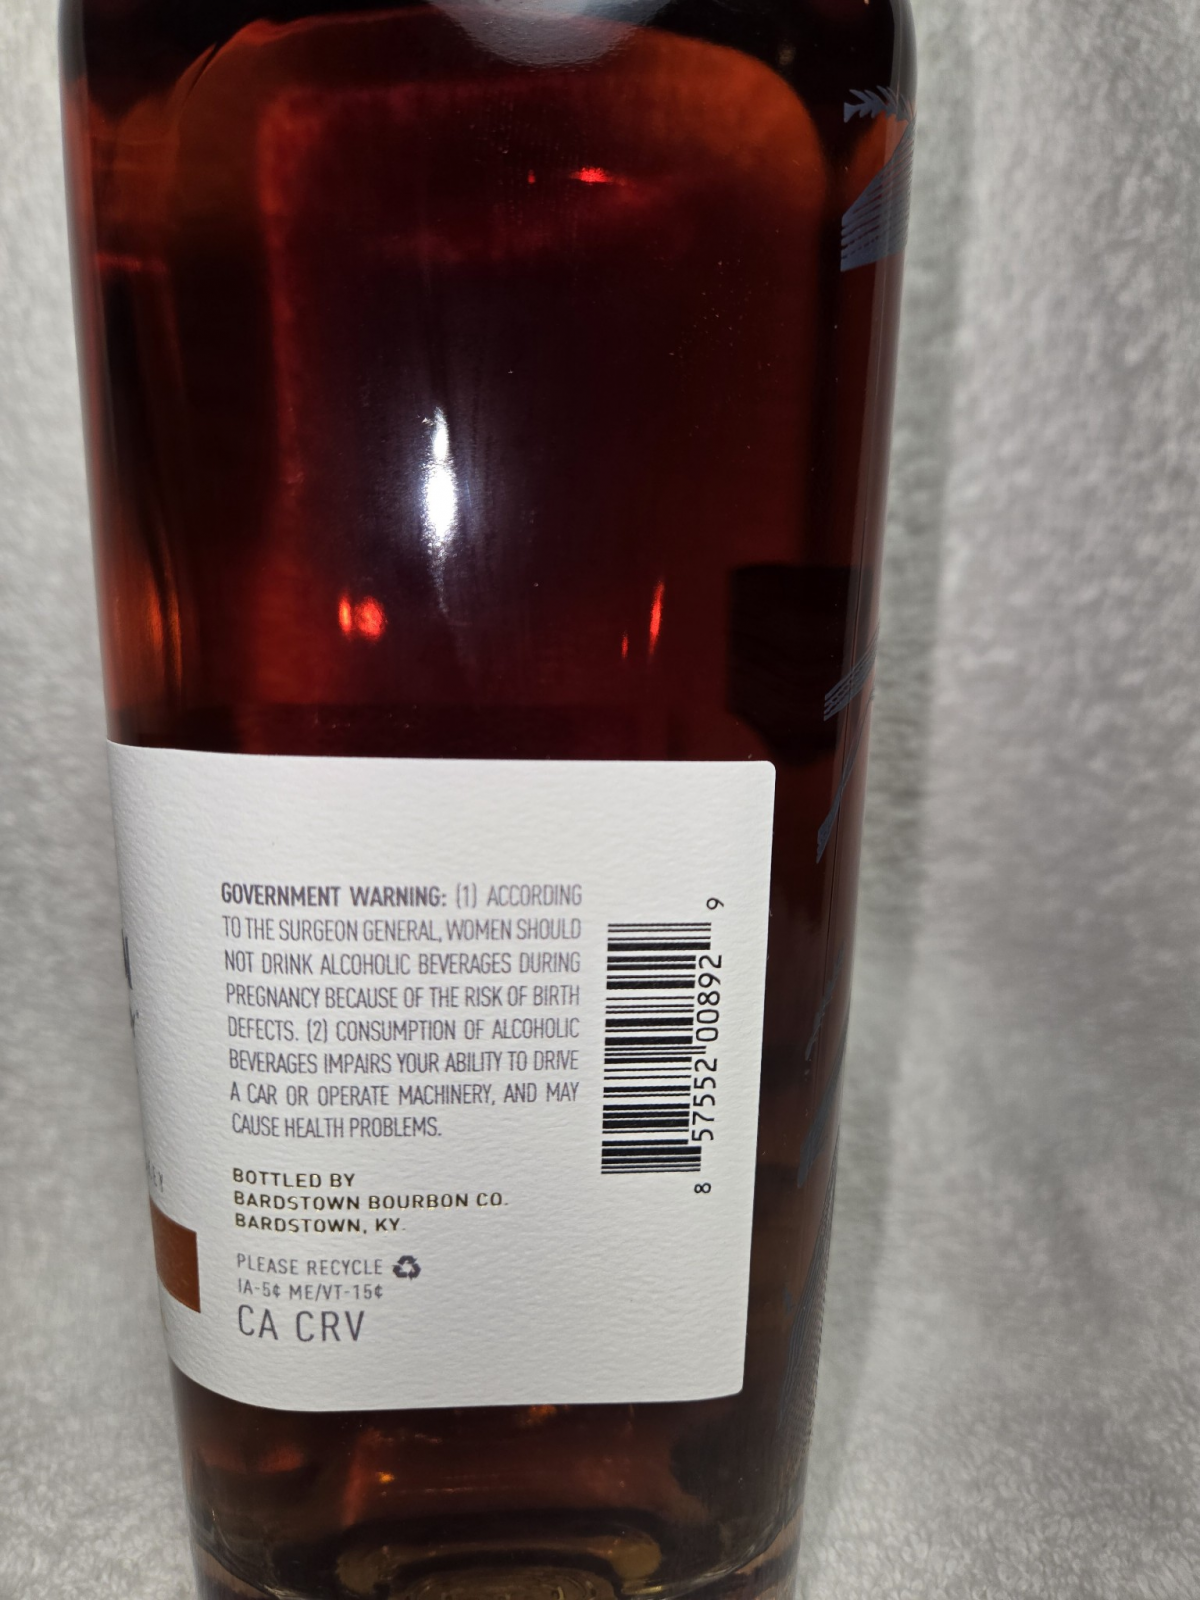 GOVERNMENT WARNING: (1) ACCORDING
TO THE SURGEON GENERAL, WOMEN SHOULD
NOT DRINK ALCOHOLIC BEVERAGES DURING
PREGNANCY BECAUSE OF THE RISK OF BIRTH
DEFECTS. (2) CONSUMPTION OF ALCOHOLIC
BEVERAGES IMPAIRS YOUR ABILITY TO DRIVE
A CAR OR OPERATE MACHINERY, AND MAY
CAUSE HEALTH PROBLEMS.
BOTTLED BY
BARDSTOWN BOURBON CO.
BARDSTOWN, KY.
PLEASE RECYCLE
IA-5¢ ME/VT-15¢
CA CRV
8 57552 00892 9